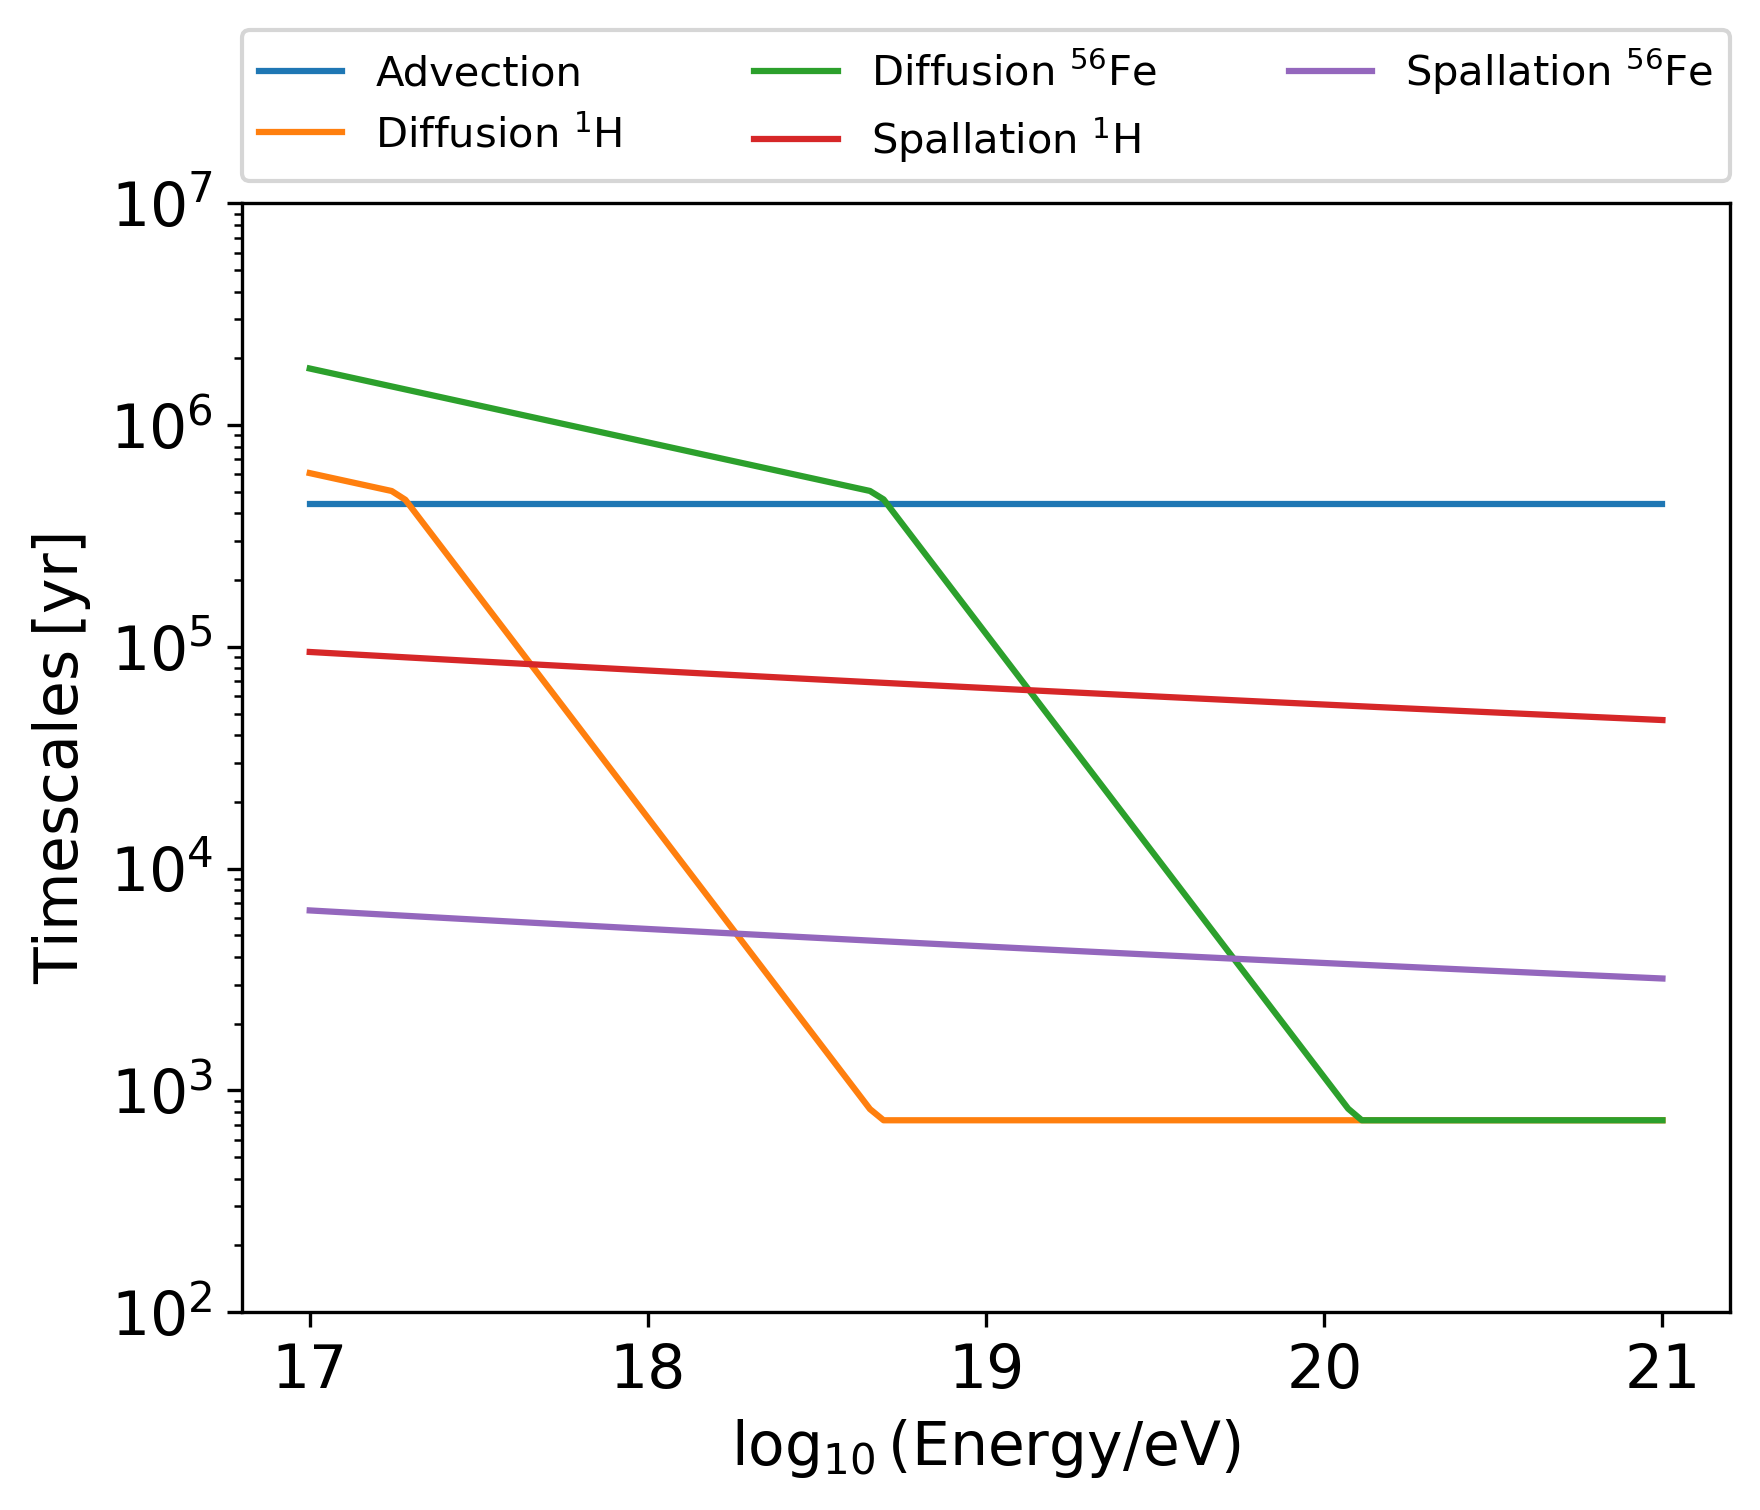 Advection
Diffusion ¹H
Diffusion ⁵⁶Fe
Spallation ¹H
Spallation ⁵⁶Fe
10⁷
10⁶
10⁵
10⁴
10³
10²
Timescales [yr]
17 18 19 20 21
log₁₀ (Energy/eV)